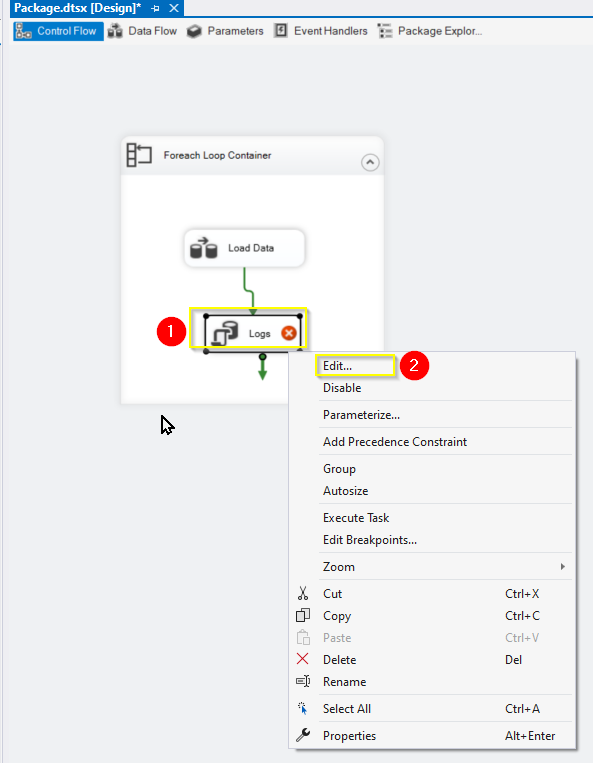 Package.dtsx [Design]*
Control Flow Data Flow Parameters Event Handlers Package Explor...
Foreach Loop Container
Load Data
1 Logs
Edit... 2
Disable
Parameterize...
Add Precedence Constraint
Group
Autosize
Execute Task
Edit Breakpoints...
Zoom
Cut Ctrl+X
Copy Ctrl+C
Paste Ctrl+V
Delete Del
Rename
Select All Ctrl+A
Properties Alt+Enter